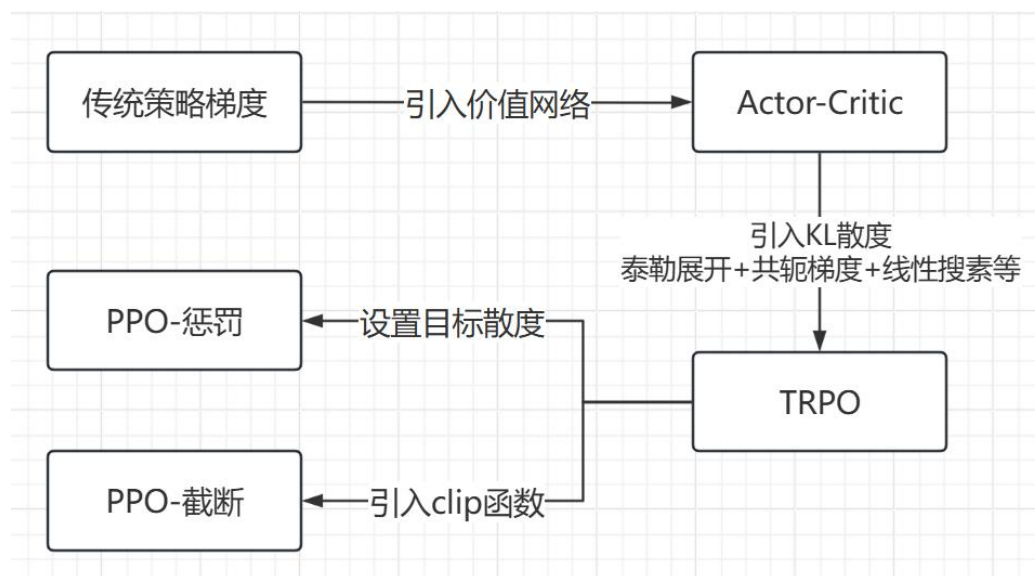 传统策略梯度
引入价值网络
Actor-Critic
引入KL散度
泰勒展开+共轭梯度+线性搜素等
PPO-惩罚
设置目标散度
TRPO
PPO-截断
引入clip函数